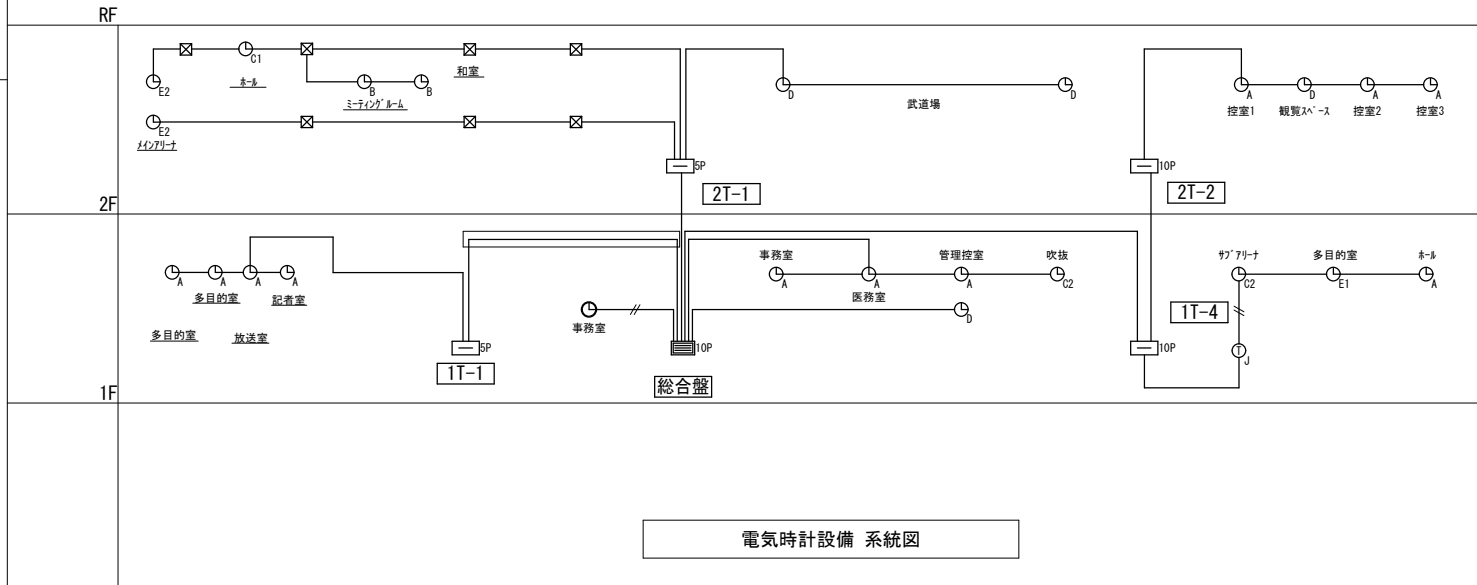 RF
C1
E2
ホール
B
B
ミーティングルーム
和室
E2
メインアリーナ
D
D
武道場
A
D
A
A
控室1
観覧スペース
控室2
控室3
5P
10P
2T-1
2T-2
2F
事務室
管理控室
吹抜
サブアリーナ
多目的室
ホール
A
A
A
A
A
A
A
C2
C2
E1
A
多目的室
記者室
医務室
D
1T-4
多目的室
放送室
事務室
5P
10P
10P
T
J
1T-1
総合盤
1F
電気時計設備 系統図